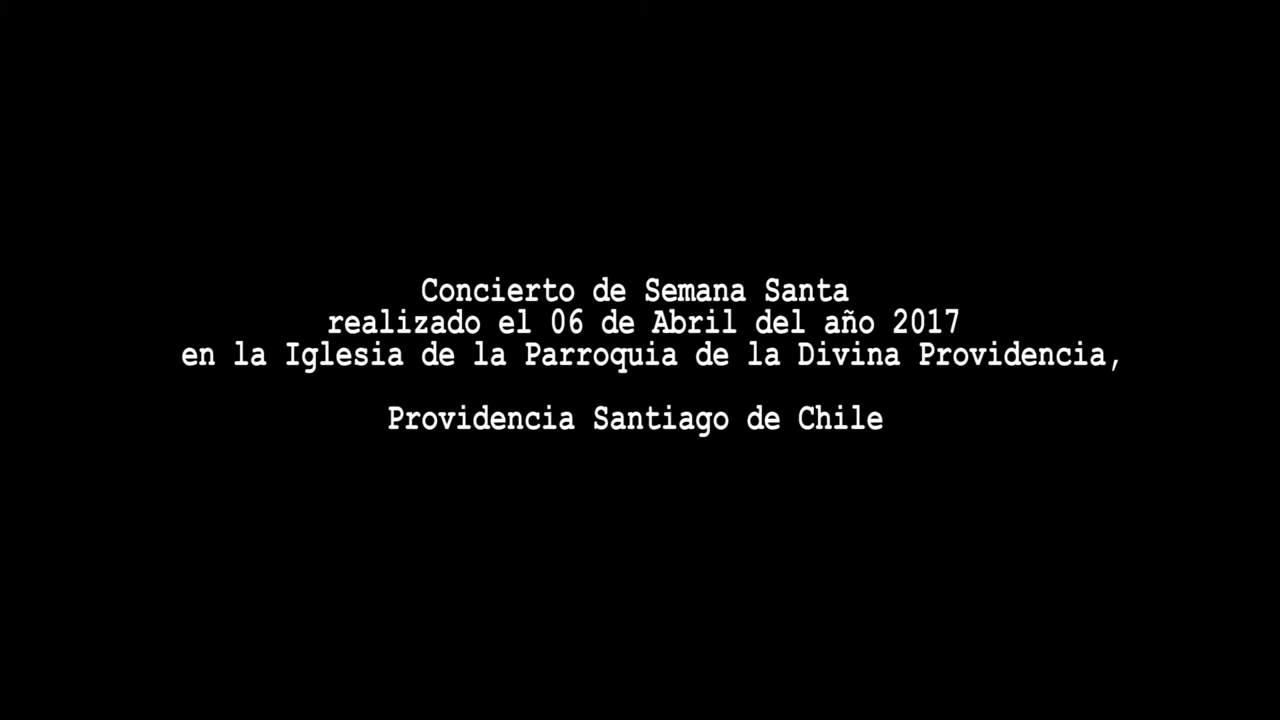 Concierto de Semana Santa
realizado el 06 de Abril del año 2017
en la Iglesia de la Parroquia de la Divina Providencia,
Providencia Santiago de Chile